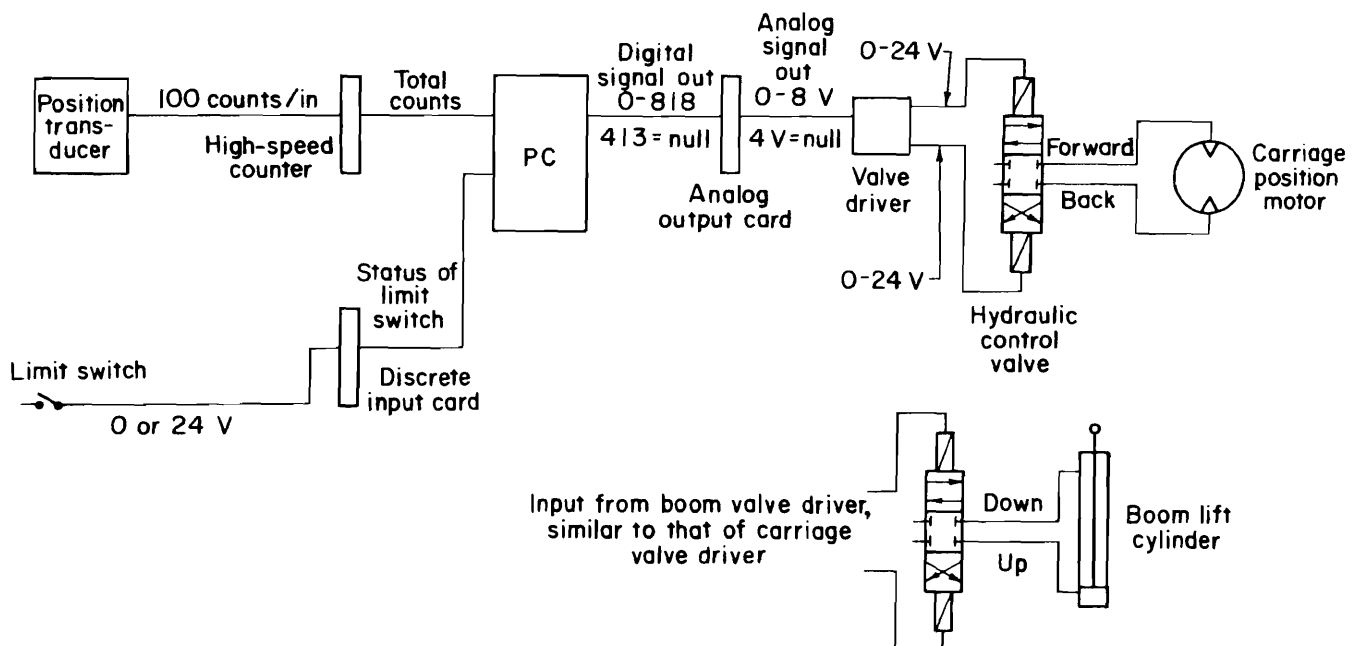 Position
trans-
ducer
100 counts/in
High-speed
counter
Total
counts
PC
Digital
signal out
0-818
413 = null
Analog
output card
Analog
signal
out
0-8 V
4 V = null
Valve
driver
0-24 V
0-24 V
Forward
Back
Hydraulic
control
valve
Carriage
position
motor
Status of
limit
switch
Limit switch
0 or 24 V
Discrete
input card
Input from boom valve driver,
similar to that of carriage
valve driver
Down
Up
Boom lift
cylinder